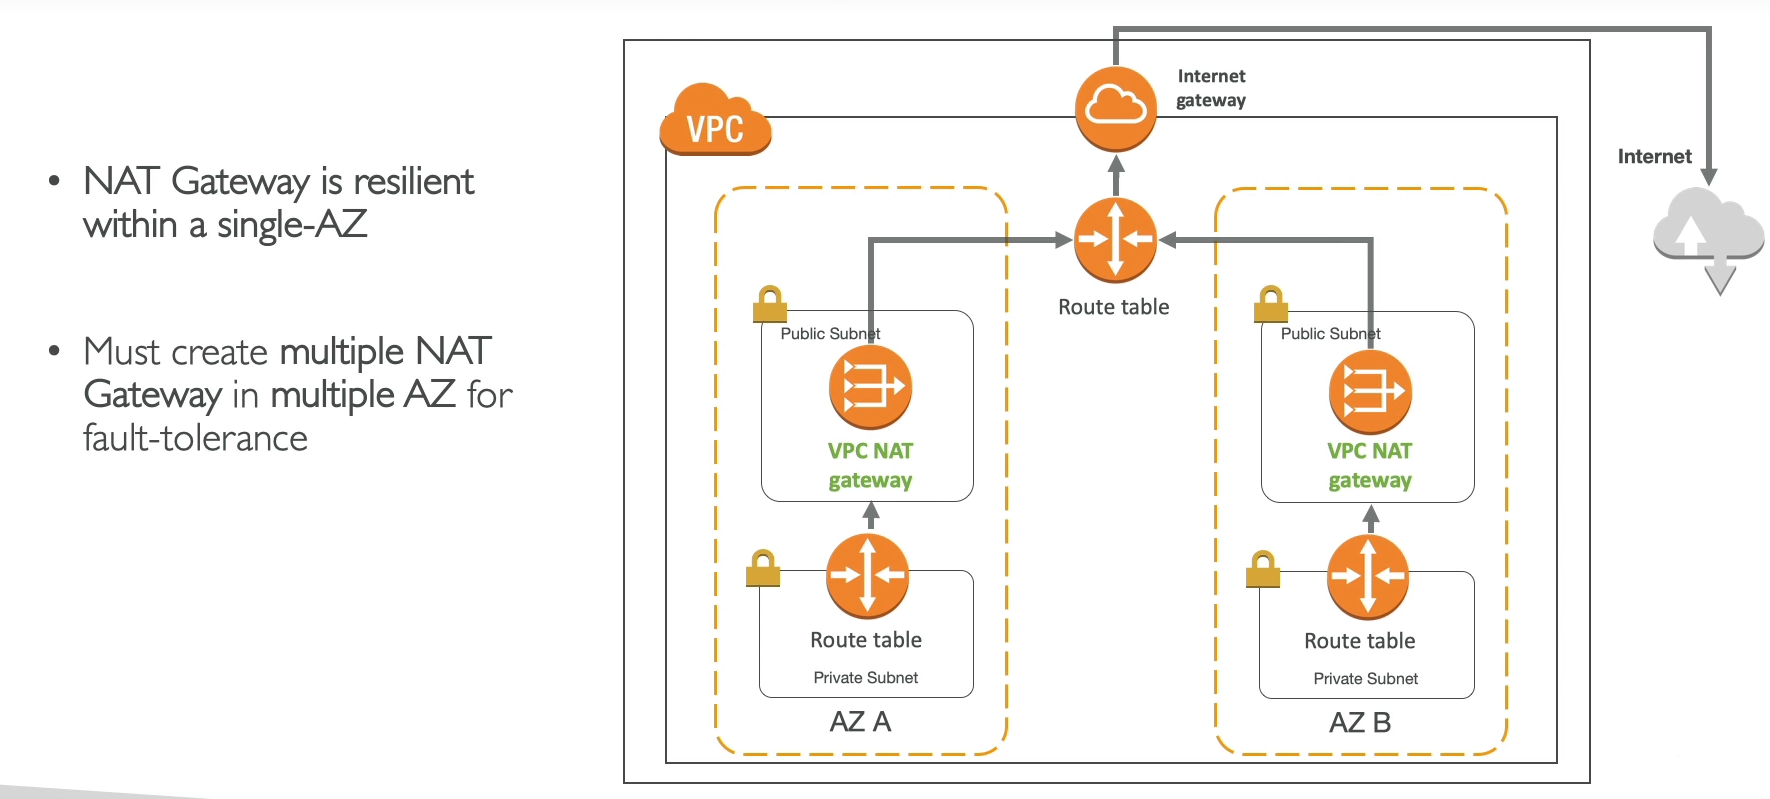 • NAT Gateway is resilient
within a single-AZ
• Must create multiple NAT
Gateway in multiple AZ for
fault-tolerance
Internet
gateway
VPC
Internet
Route table
Public Subnet
VPC NAT
gateway
Route table
Private Subnet
AZ A
Public Subnet
VPC NAT
gateway
Route table
Private Subnet
AZ B